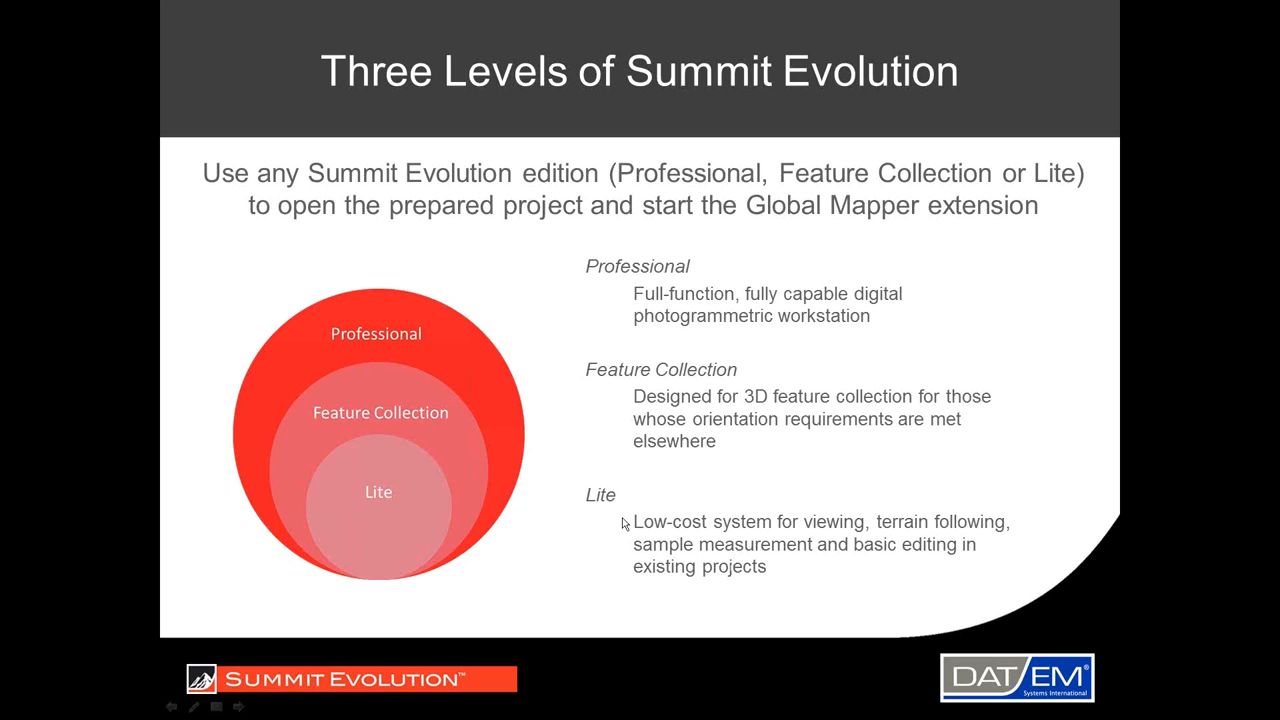 Three Levels of Summit Evolution
Use any Summit Evolution edition (Professional, Feature Collection or Lite)
to open the prepared project and start the Global Mapper extension
Professional
Feature Collection
Lite
Professional
Full-function, fully capable digital
photogrammetric workstation
Feature Collection
Designed for 3D feature collection for those
whose orientation requirements are met
elsewhere
Lite
Low-cost system for viewing, terrain following,
sample measurement and basic editing in
existing projects
SUMMIT EVOLUTION™
DAT/EM®
Systems International